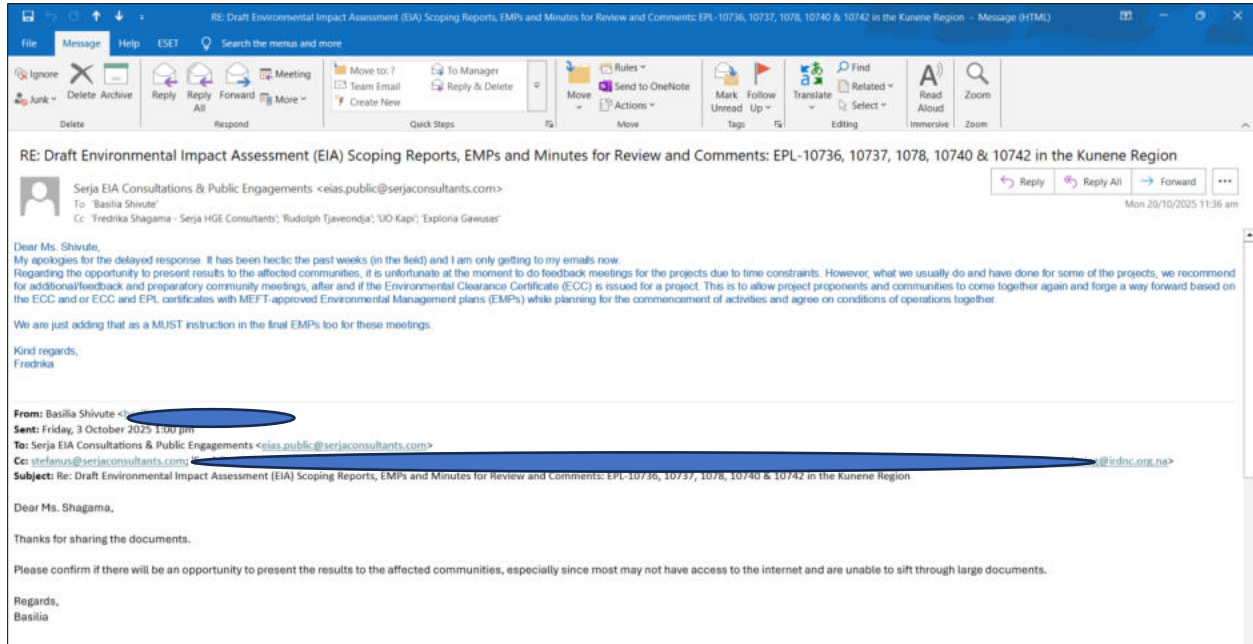 RE: Draft Environmental Impact Assessment (EIA) Scoping Reports, EMPs and Minutes for Review and Comments: EPL-10736, 10737, 1078, 10740 & 10742 in the Kunene Region - Message (HTML)
File Message Help ESET Search the menus and more
Ignore
Junk
Delete Archive
Reply Reply All Forward
Meeting
More
Move to: ?
Team Email
Create New
To Manager
Reply & Delete
Move
Rules
Send to OneNote
Actions
Mark Unread
Follow Up
Translate
Find
Related
Select
Read Aloud
Zoom
Delete Respond Quick Steps Move Tags Editing Immersive Zoom
RE: Draft Environmental Impact Assessment (EIA) Scoping Reports, EMPs and Minutes for Review and Comments: EPL-10736, 10737, 1078, 10740 & 10742 in the Kunene Region
Serja EIA Consultations & Public Engagements <eias.public@serjaconsultants.com>
To 'Basilia Shivute'
Cc 'Fredrika Shagama - Serja HGE Consultants'; 'Rudolph Tjaveondja'; 'UO Kapi'; 'Exploria Gawusas'
Reply Reply All Forward ...
Mon 20/10/2025 11:36 am
Dear Ms. Shivute,
My apologies for the delayed response. It has been hectic the past weeks (in the field) and I am only getting to my emails now.
Regarding the opportunity to present results to the affected communities, it is unfortunate at the moment to do feedback meetings for the projects due to time constraints. However, what we usually do and have done for some of the projects, we recommend
for additional/feedback and preparatory community meetings, after and if the Environmental Clearance Certificate (ECC) is issued for a project. This is to allow project proponents and communities to come together again and forge a way forward based on
the ECC and or ECC and EPL certificates with MEFT-approved Environmental Management plans (EMPs) while planning for the commencement of activities and agree on conditions of operations together.
We are just adding that as a MUST instruction in the final EMPs too for these meetings.
Kind regards,
Fredrika
From: Basilia Shivute <
Sent: Friday, 3 October 2025 1:00 pm
To: Serja EIA Consultations & Public Engagements <eias.public@serjaconsultants.com>
Cc: stefanus@serjaconsultants.com; @irdnc.org.na>
Subject: Re: Draft Environmental Impact Assessment (EIA) Scoping Reports, EMPs and Minutes for Review and Comments: EPL-10736, 10737, 1078, 10740 & 10742 in the Kunene Region
Dear Ms. Shagama,
Thanks for sharing the documents.
Please confirm if there will be an opportunity to present the results to the affected communities, especially since most may not have access to the internet and are unable to sift through large documents.
Regards,
Basilia